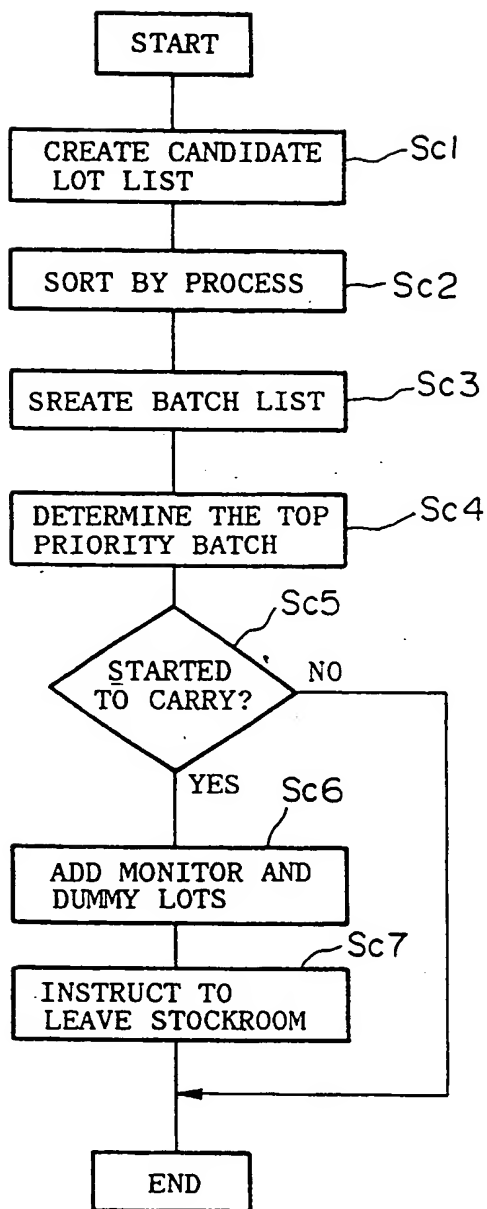 START
CREATE CANDIDATE
LOT LIST
Sc1
SORT BY PROCESS
Sc2
SREATE BATCH LIST
Sc3
DETERMINE THE TOP
PRIORITY BATCH
Sc4
Sc5
STARTED
TO CARRY?
NO
YES
Sc6
ADD MONITOR AND
DUMMY LOTS
Sc7
INSTRUCT TO
LEAVE STOCKROOM
END